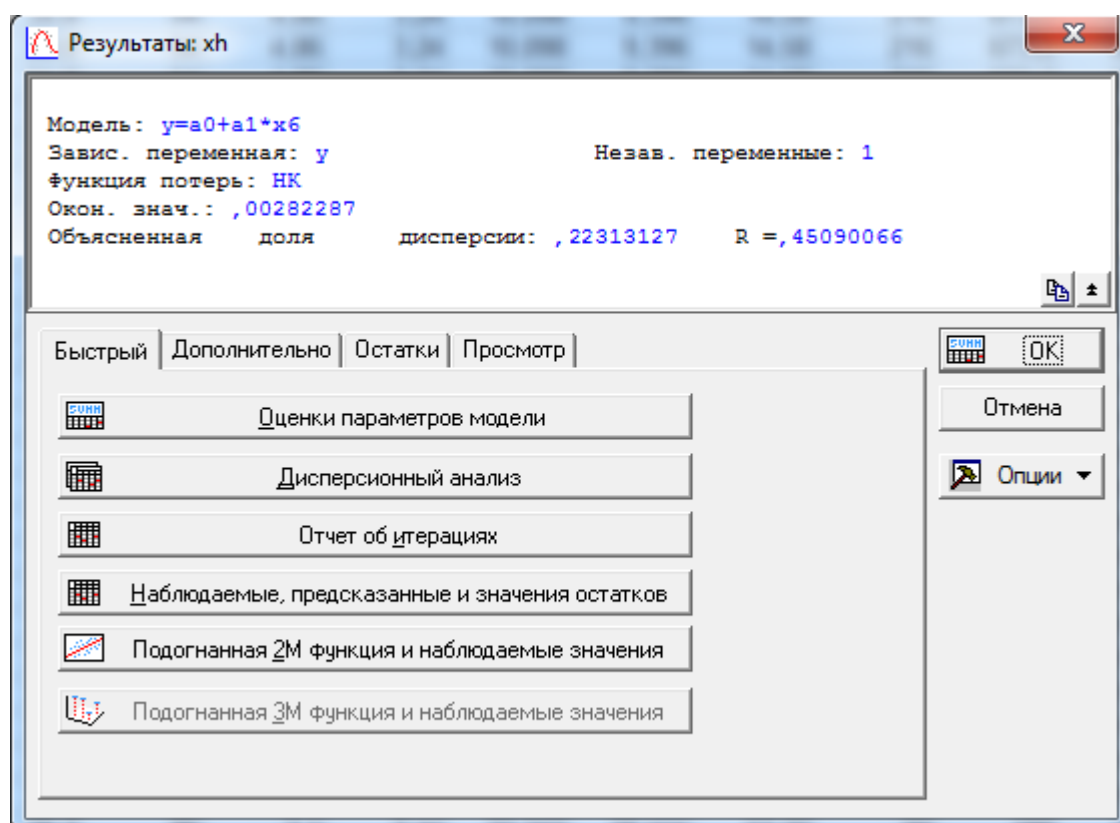 Результаты: xh
Модель: y=a0+a1*x6
Завис. переменная: y Незав. переменные: 1
Функция потерь: НК
Окон. знач.: ,00282287
Объясненная доля дисперсии: ,22313127 R =,45090066
Быстрый Дополнительно Остатки Просмотр
Оценки параметров модели
Дисперсионный анализ
Отчет об итерациях
Наблюдаемые, предсказанные и значения остатков
Подогнанная 2М функция и наблюдаемые значения
Подогнанная 3М функция и наблюдаемые значения
OK
Отмена
Опции